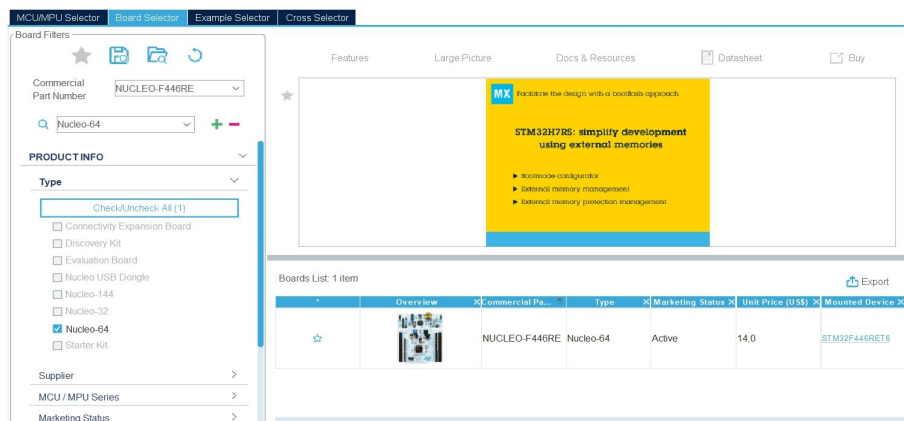 MCU/MPU Selector Board Selector Example Selector Cross Selector
Board Filters
Commercial
Part Number
NUCLEO-F446RE
Nucleo-64
PRODUCT INFO
Type
Check/Uncheck All (1)
Connectivity Expansion Board
Discovery Kit
Evaluation Board
Nucleo USB Dongle
Nucleo-144
Nucleo-32
Nucleo-64
Starter Kit
Supplier
MCU / MPU Series
Marketing Status
Features Large Picture Docs & Resources Datasheet Buy
MX Facilitate the design with a bootflash approach
STM32H7RS: simplify development
using external memories
Bootmode configurator
External memory management
External memory protection management
Boards List: 1 item
Export
* Overview Commercial Pa... Type Marketing Status Unit Price (US$) Mounted Device
NUCLEO-F446RE Nucleo-64 Active 14.0 STM32F446RET6